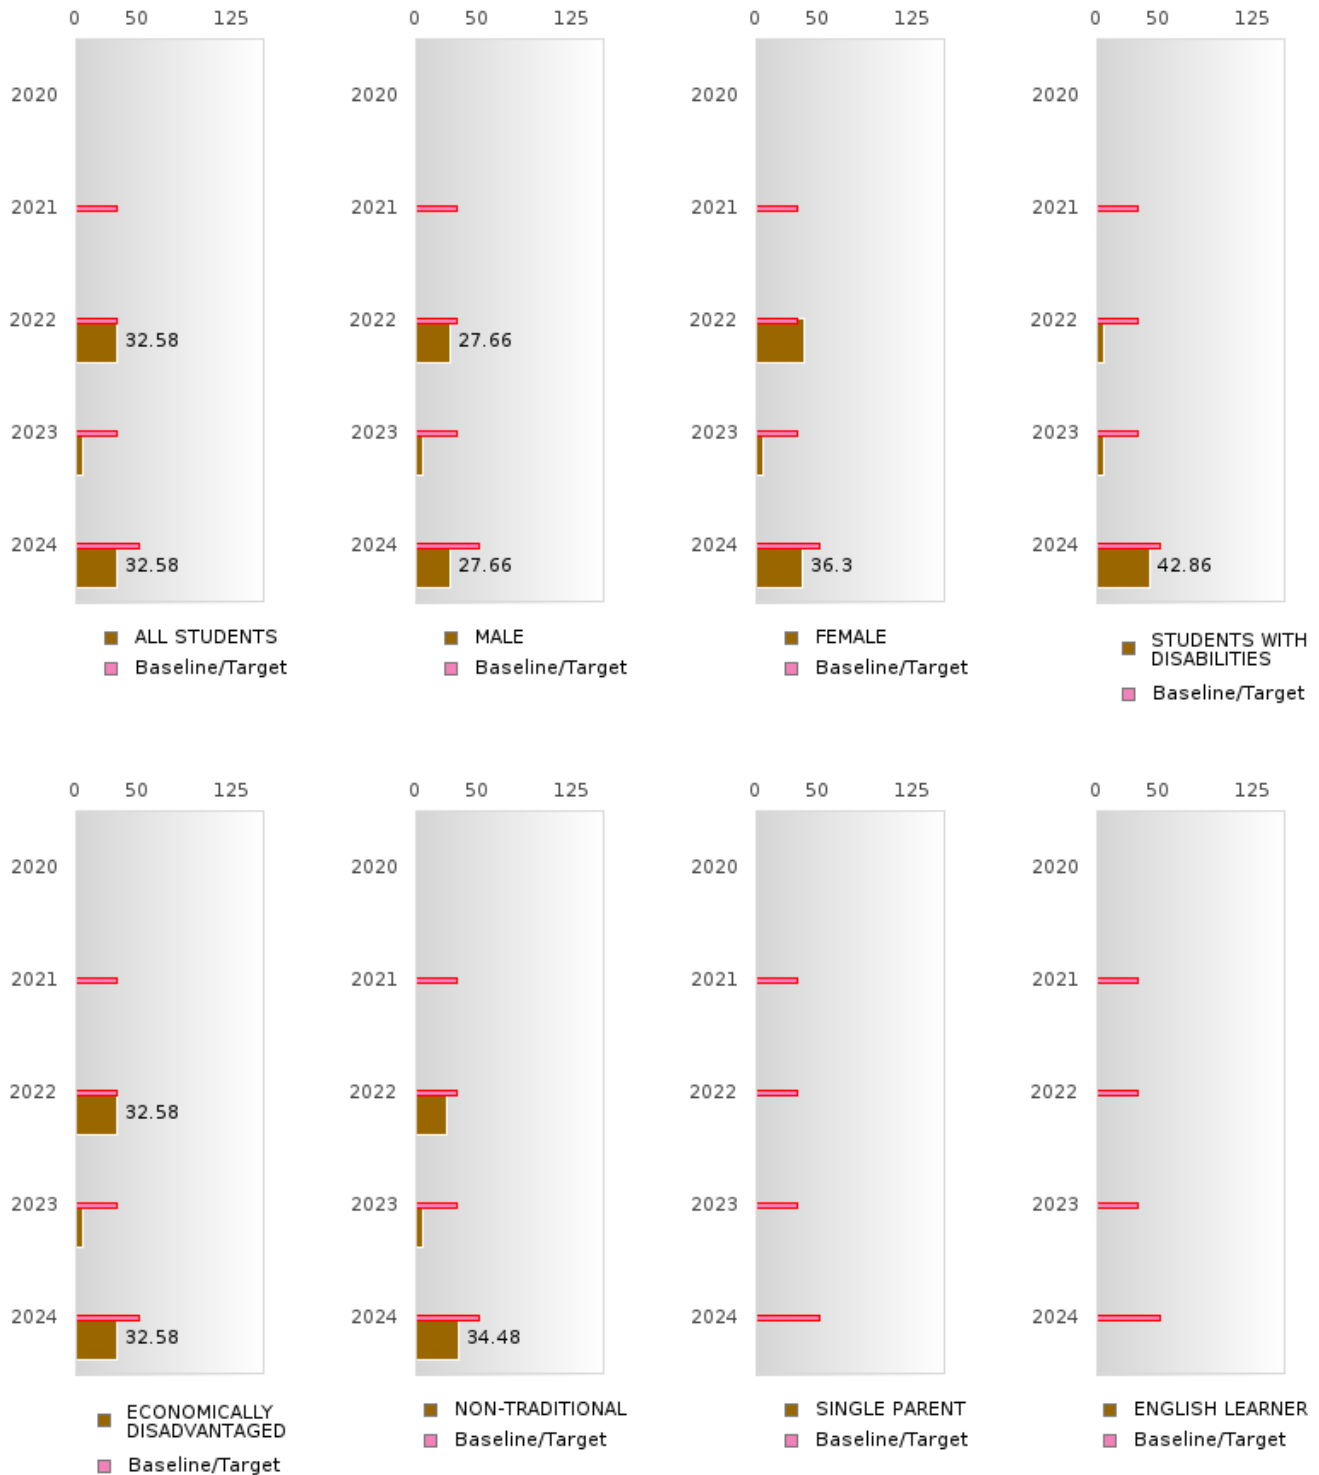 0 50 125
2020
2021
2022
32.58
2023
2024
32.58
ALL STUDENTS
Baseline/Target
0 50 125
2020
2021
2022
27.66
2023
2024
27.66
MALE
Baseline/Target
0 50 125
2020
2021
2022
2023
2024
36.3
FEMALE
Baseline/Target
0 50 125
2020
2021
2022
2023
2024
42.86
STUDENTS WITH
DISABILITIES
Baseline/Target
0 50 125
2020
2021
2022
32.58
2023
2024
32.58
ECONOMICALLY
DISADVANTAGED
Baseline/Target
0 50 125
2020
2021
2022
2023
2024
34.48
NON-TRADITIONAL
Baseline/Target
0 50 125
2020
2021
2022
2023
2024
SINGLE PARENT
Baseline/Target
0 50 125
2020
2021
2022
2023
2024
ENGLISH LEARNER
Baseline/Target